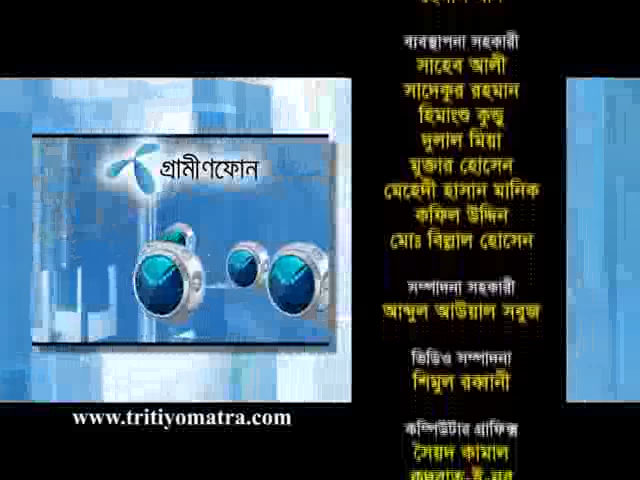 গ্রামীণফোন
www.tritiyomatra.com
ব্যবস্থাপনা সহকারী
সাহেব আলী
সাসেকুর রহমান
হিমাংশু কুন্ডু
দুলাল মিয়া
মুক্তার হোসেন
মেহেদী হাসান মানিক
কফিল উদ্দিন
মোঃ বিল্লাল হোসেন
সম্পাদনা সহকারী
আব্দুল আউয়াল সবুজ
ভিডিও সম্পাদনা
শিমুল রব্বানী
কম্পিউটার গ্রাফিক্স
সৈয়দ কামাল